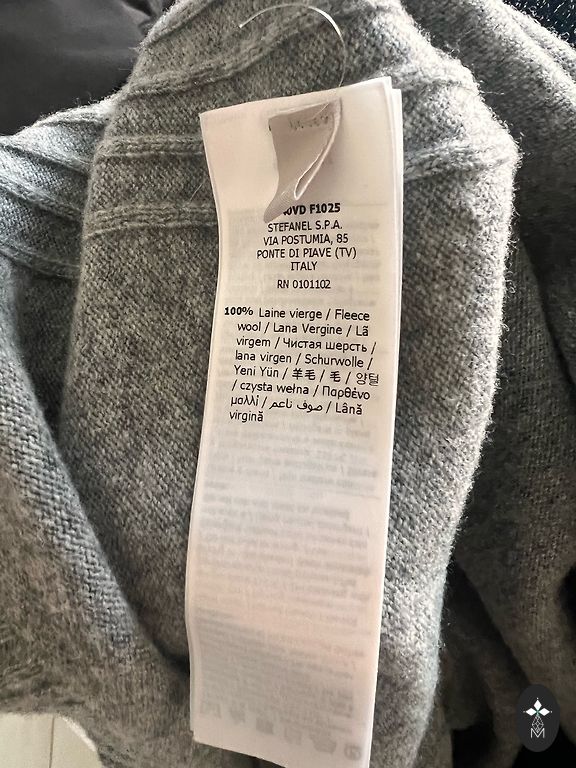 F1025
STEFANEL S.P.A.
VIA POSTUMIA, 85
PONTE DI PIAVE (TV)
ITALY
RN 0101102
100% Laine vierge / Fleece
wool / Lana Vergine / Lã
virgem / Чистая шерсть /
lana virgen / Schurwolle /
Yeni Yün / 羊毛 / 毛 / 양털
/ czysta wełna / Παρθένο
μαλλί / صوف ناعم / Lână
virgină